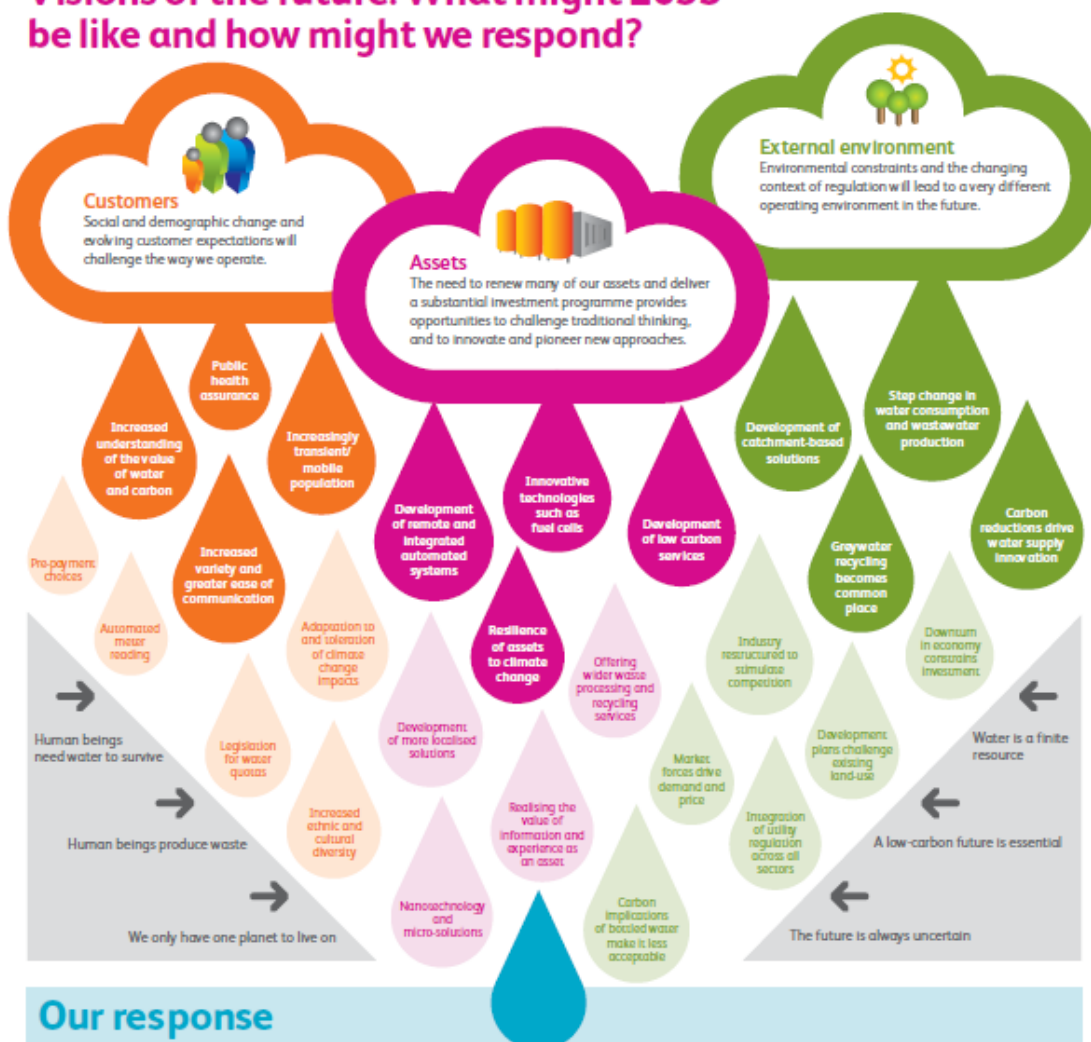 Visions of the future: What might 2035
be like and how might we respond?
Customers
Social and demographic change and
evolving customer expectations will
challenge the way we operate.
Assets
The need to renew many of our assets and deliver
a substantial investment programme provides
opportunities to challenge traditional thinking,
and to innovate and pioneer new approaches.
External environment
Environmental constraints and the changing
context of regulation will lead to a very different
operating environment in the future.
Increased
understanding
of the value
of water
and carbon
Public
health
assurance
Increasingly
transient/
mobile
population
Increased
variety and
greater ease of
communication
Pre-payment
choices
Automated
meter
reading
Adaptation to
and toleration
of climate
change
impacts
Legislation
for water
quotas
Increased
ethnic and
cultural
diversity
Development
of remote and
integrated
automated
systems
Innovative
technologies
such as
fuel cells
Development
of low carbon
services
Resilience
of assets
to climate
change
Offering
wider waste
processing and
recycling
services
Development
of more localised
solutions
Realising the
value of
information and
experience as
an asset
Nanotechnology
and
micro-solutions
Development of
catchment-based
solutions
Step change in
water consumption
and wastewater
production
Carbon
reductions drive
water supply
innovation
Greywater
recycling
becomes
common
place
Industry
restructured to
stimulate
competition
Downturn
in economy
constrains
investment
Market
forces drive
demand and
price
Development
plans challenge
existing
land-use
Integration
of utility
regulation
across all
sectors
Carbon
implications
of bottled water
make it less
acceptable
Human beings
need water to survive
Human beings produce waste
We only have one planet to live on
Water is a finite
resource
A low-carbon future is essential
The future is always uncertain
Our response